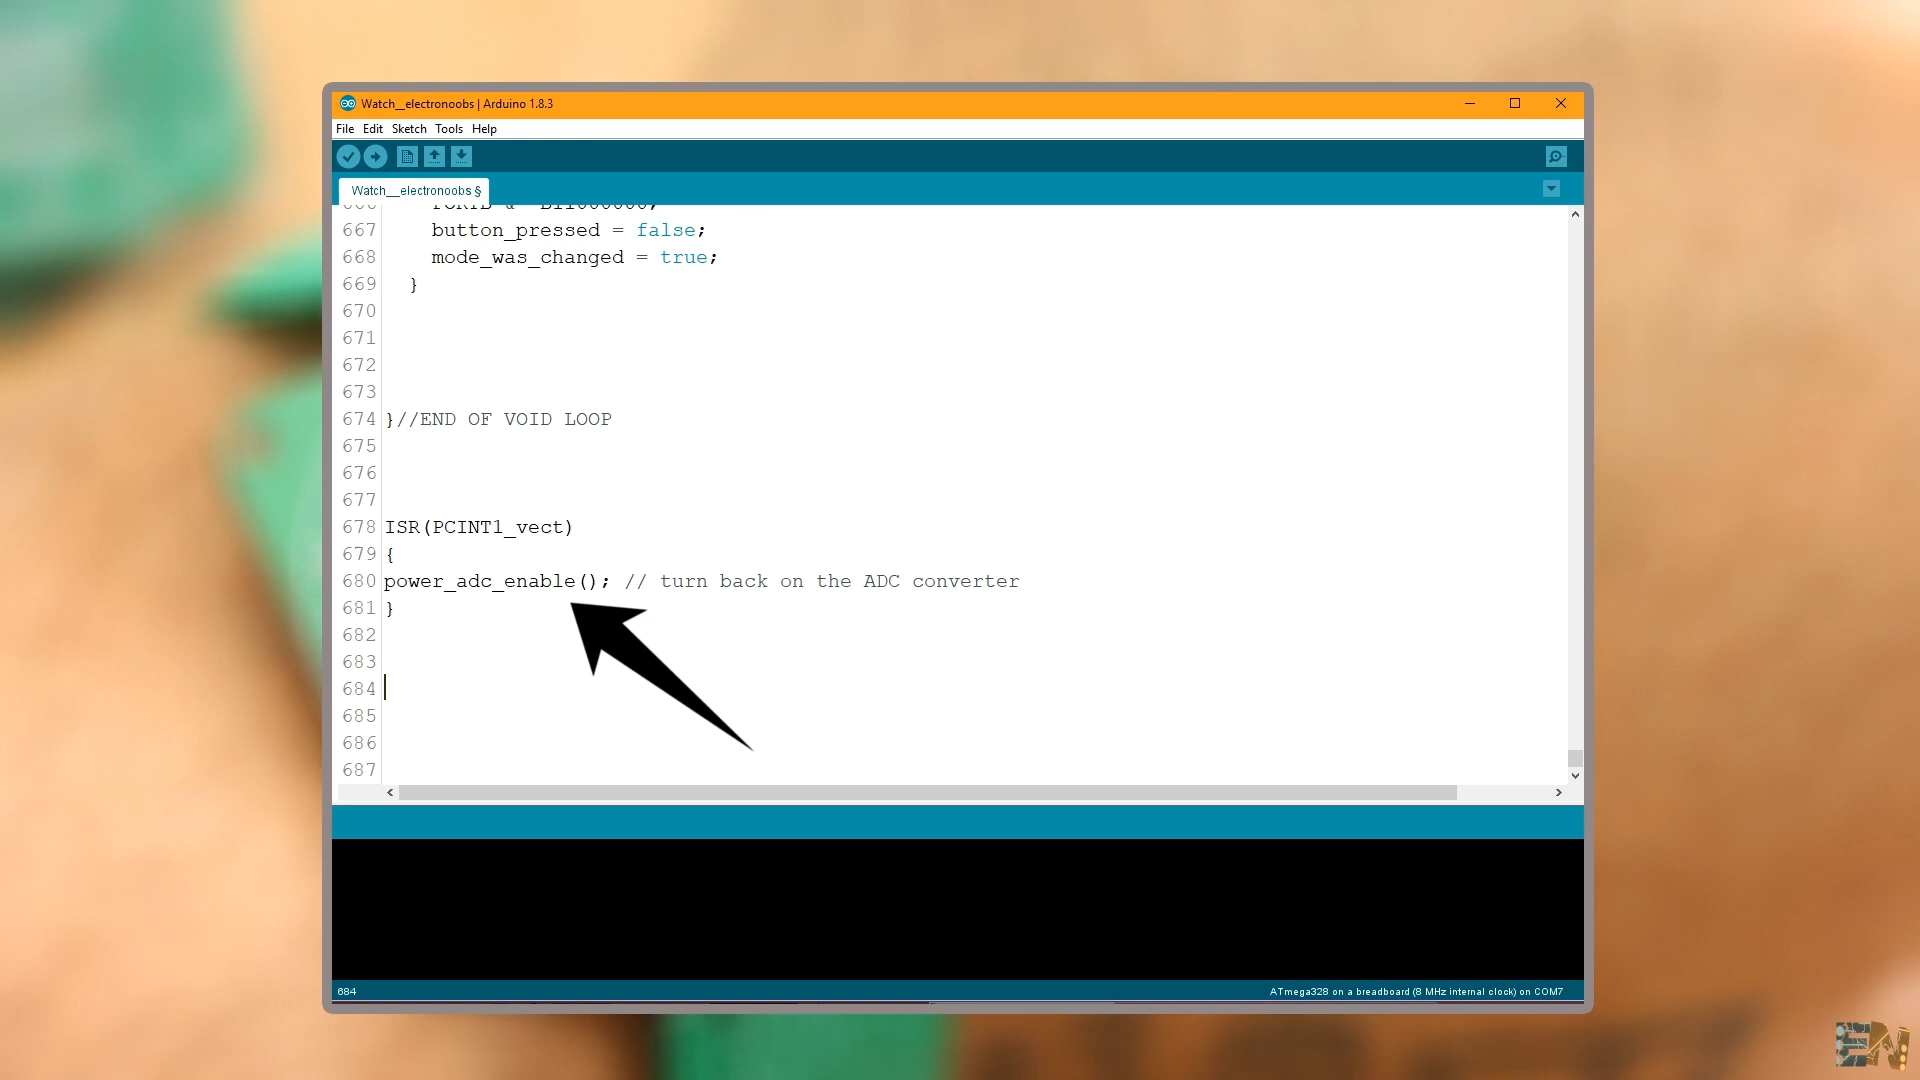 Watch__electronoobs | Arduino 1.8.3
File Edit Sketch Tools Help
Watch__electronoobs §
667 button_pressed = false;
668 mode_was_changed = true;
669 }
670
671
672
673
674 }//END OF VOID LOOP
675
676
677
678 ISR(PCINT1_vect)
679 {
680 power_adc_enable(); // turn back on the ADC converter
681 }
682
683
684
685
686
687
684 ATmega328 on a breadboard (8 MHz internal clock) on COM7
EN